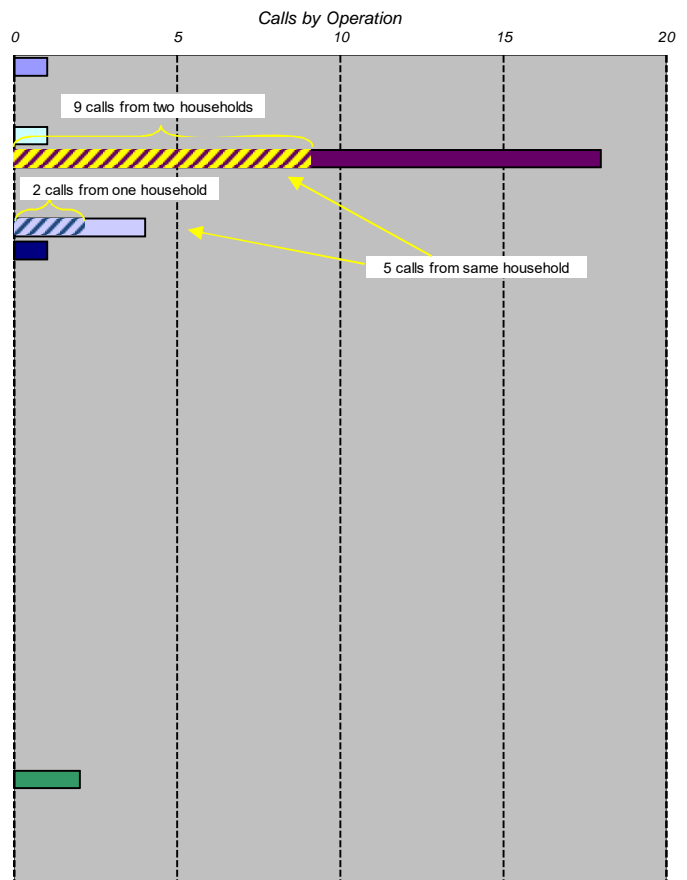 Calls by Operation
0 5 10 15 20
9 calls from two households
2 calls from one household
5 calls from same household